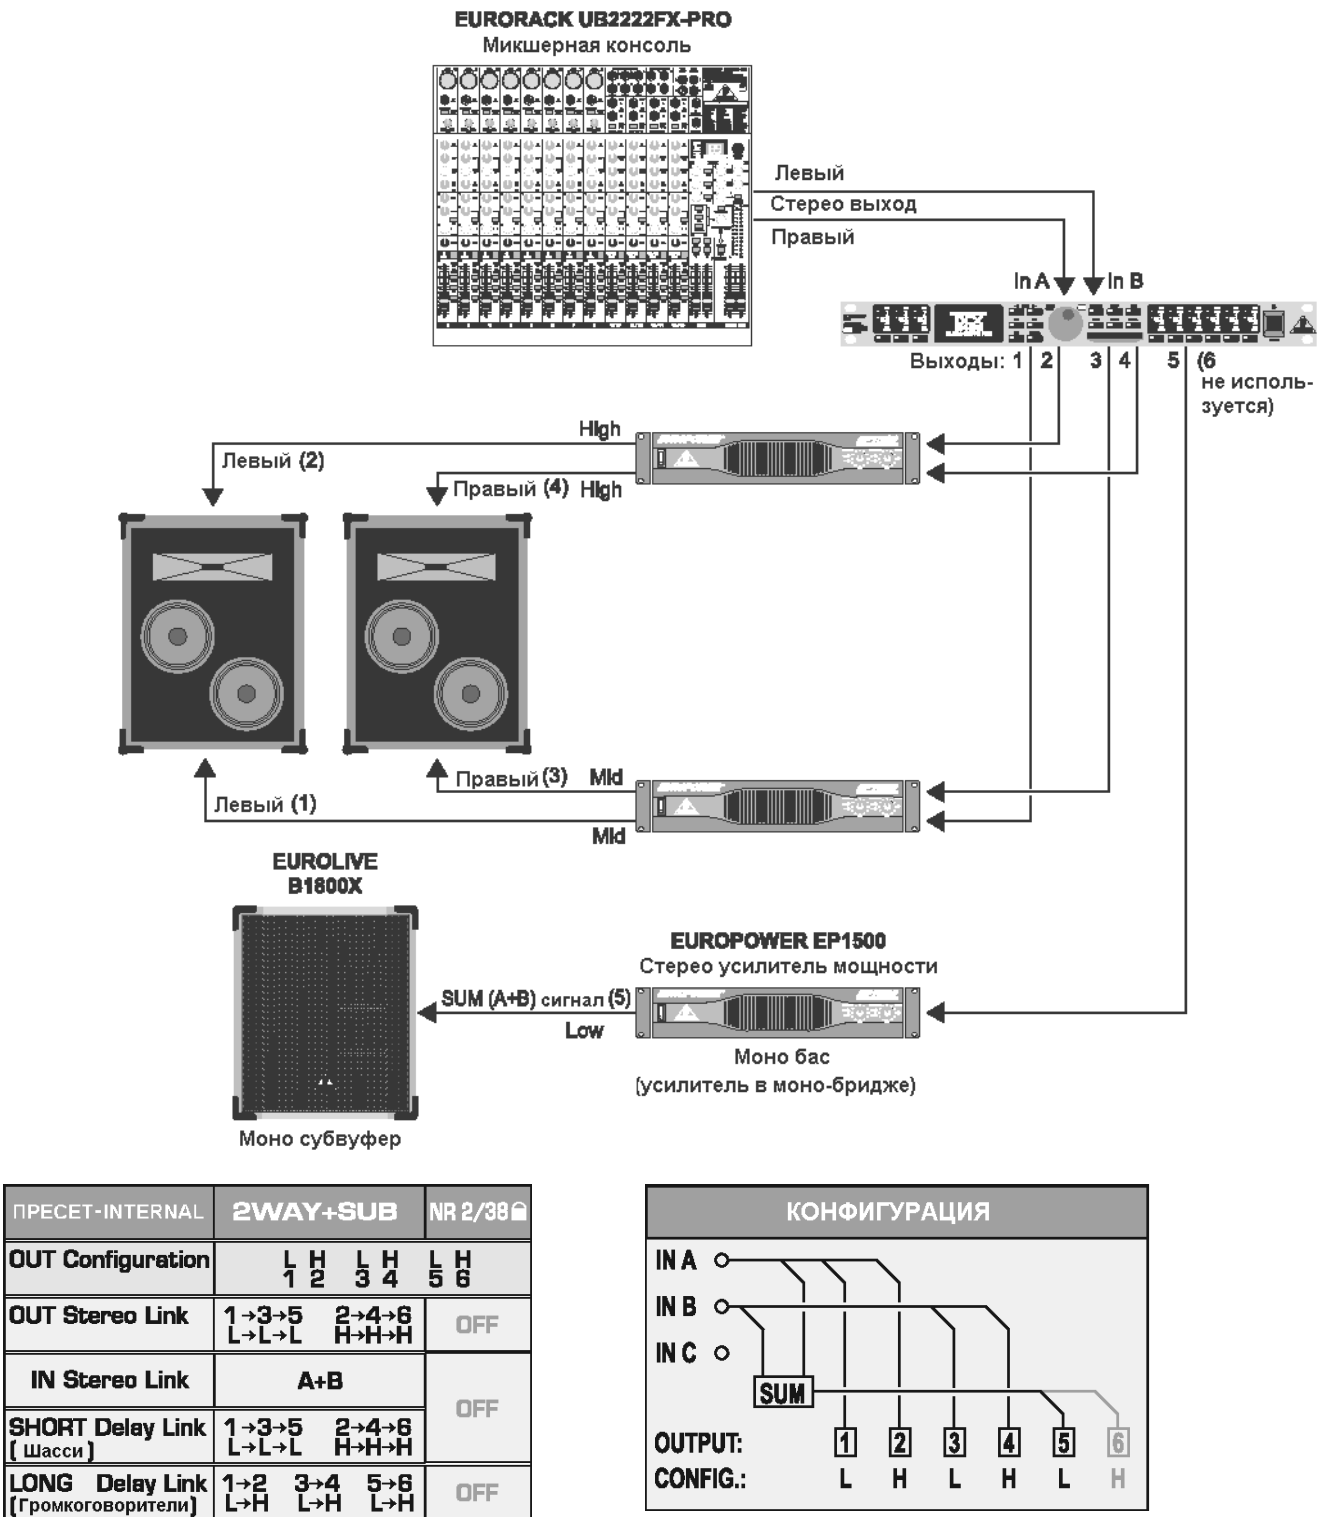 EURORACK UB2222FX-PRO
Микшерная консоль
Левый
Стерео выход
Правый
In A In B
Выходы: 1 2 3 4 5 (6
не исполь-
зуется)
High
Левый (2)
Правый (4) High
Правый (3) Mid
Левый (1)
Mid
EUROLIVE
B1800X
EUROPOWER EP1500
Стерео усилитель мощности
SUM (A+B) сигнал (5)
Low
Моно бас
(усилитель в моно-бридже)
Моно субвуфер
ПРЕСЕТ-INTERNAL 2WAY+SUB NR 2/38
OUT Configuration L H L H L H
1 2 3 4 5 6
OUT Stereo Link 1→3→5 2→4→6 OFF
L→L→L H→H→H
IN Stereo Link A+B
OFF
SHORT Delay Link 1→3→5 2→4→6
[ Шасси ] L→L→L H→H→H
LONG Delay Link 1→2 3→4 5→6 OFF
[Громкоговорители] L→H L→H L→H
КОНФИГУРАЦИЯ
IN A
IN B
IN C
SUM
OUTPUT: 1 2 3 4 5 6
CONFIG.: L H L H L H